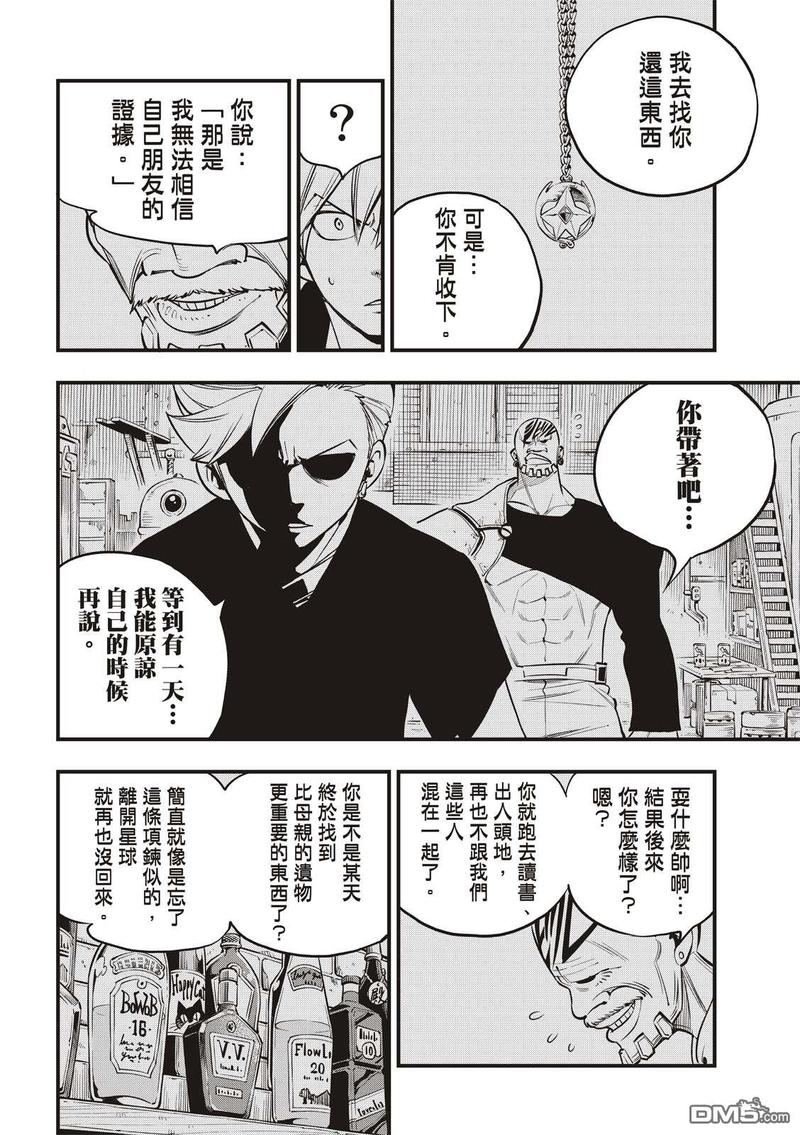 我去找你
還這東西。
可是…
你不肯收下。
？
你說：
「那是
我無法相信
自己朋友的
證據。」
你帶著吧…
等到有一天…
我能原諒
自己的時候
再說。
耍什麼帥啊…
結果後來
你怎麼樣了？
嗯？
你就跑去讀書、
出人頭地，
再也不跟我們
這些人
混在一起了。
你是不是某天
終於找到
比母親的遺物
更重要的東西了？
簡直就像是忘了
這條項鍊似的，
離開星球
就再也沒回來。
BoWoB
16
HAPPY
V.V.
Flow
20
10
DM5.com